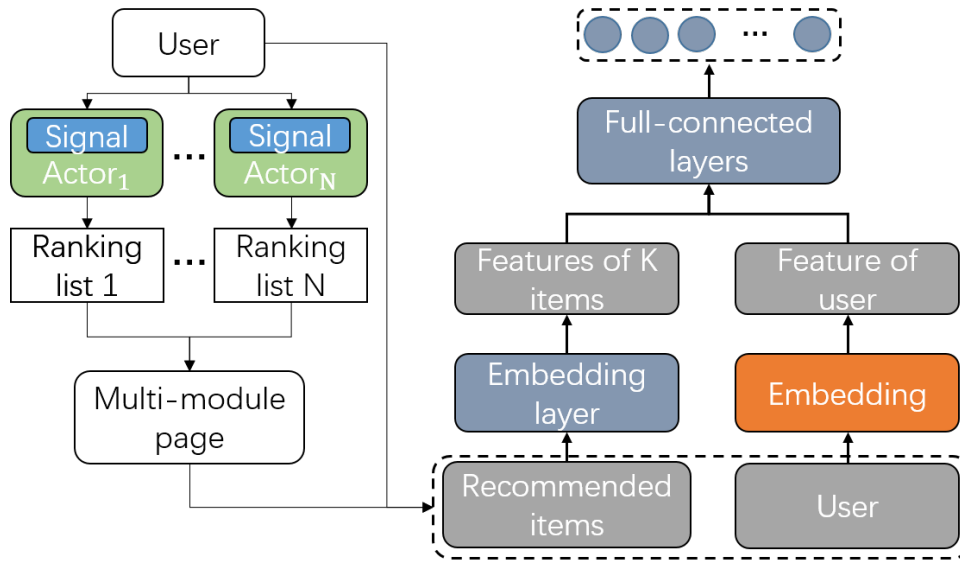 User
Signal
Actor₁
...
Signal
Actor_N
Ranking
list 1
...
Ranking
list N
Multi-module
page
...
Full-connected
layers
Features of K
items
Feature of
user
Embedding
layer
Embedding
Recommended
items
User